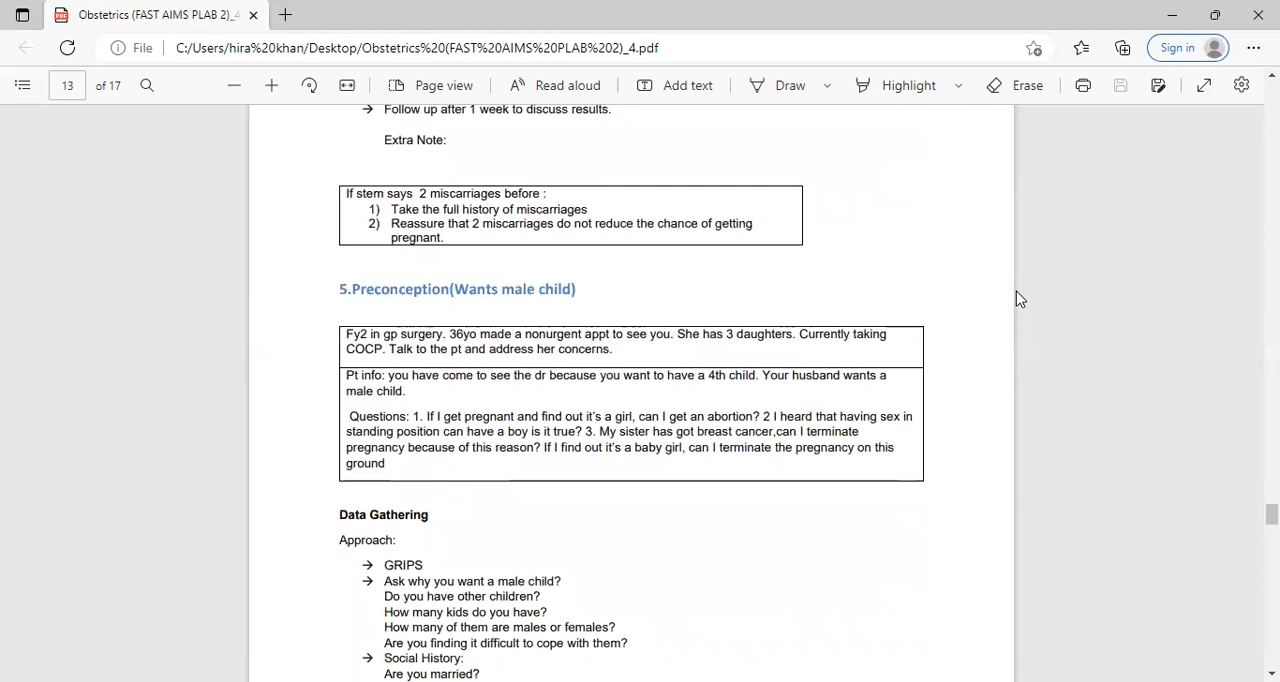 Obstetrics (FAST AIMS PLAB 2)_4
File C:/Users/hira%20khan/Desktop/Obstetrics%20(FAST%20AIMS%20PLAB%202)_4.pdf
Sign in
13 of 17 Page view Read aloud Add text Draw Highlight Erase
→ Follow up after 1 week to discuss results.
Extra Note:
If stem says 2 miscarriages before :
1) Take the full history of miscarriages
2) Reassure that 2 miscarriages do not reduce the chance of getting
pregnant.
5.Preconception(Wants male child)
Fy2 in gp surgery. 36yo made a nonurgent appt to see you. She has 3 daughters. Currently taking
COCP. Talk to the pt and address her concerns.
Pt info: you have come to see the dr because you want to have a 4th child. Your husband wants a
male child.
Questions: 1. If I get pregnant and find out it's a girl, can I get an abortion? 2 I heard that having sex in
standing position can have a boy is it true? 3. My sister has got breast cancer,can I terminate
pregnancy because of this reason? If I find out it's a baby girl, can I terminate the pregnancy on this
ground
Data Gathering
Approach:
→ GRIPS
→ Ask why you want a male child?
Do you have other children?
How many kids do you have?
How many of them are males or females?
Are you finding it difficult to cope with them?
→ Social History:
Are you married?